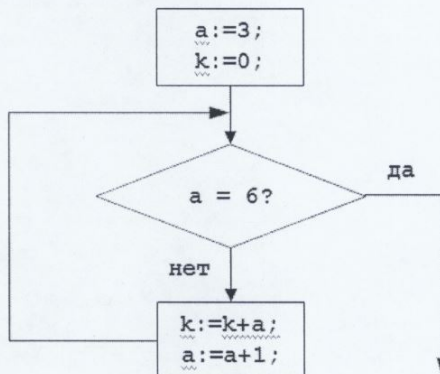 a:=3;
k:=0;
a = 6?
да
нет
k:=k+a;
a:=a+1;